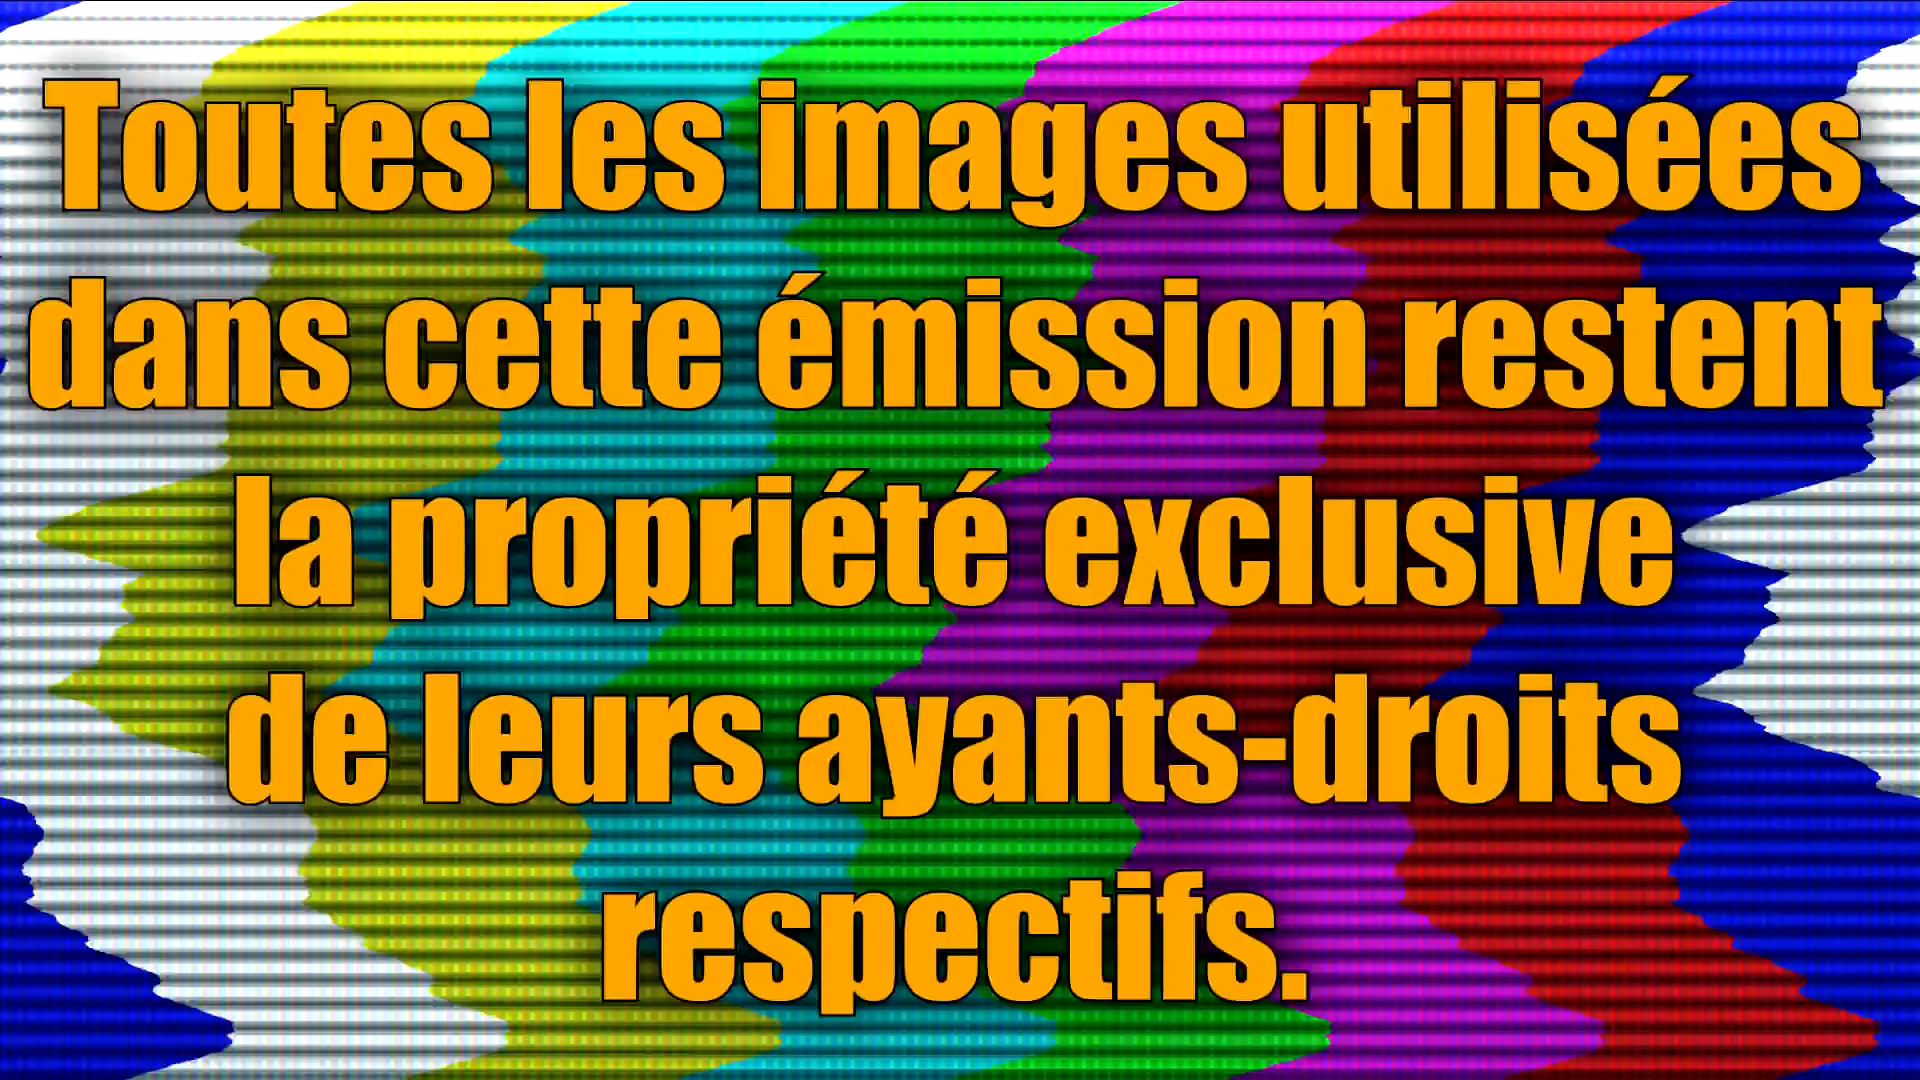 Toutes les images utilisées
dans cette émission restent
la propriété exclusive
de leurs ayants-droits
respectifs.